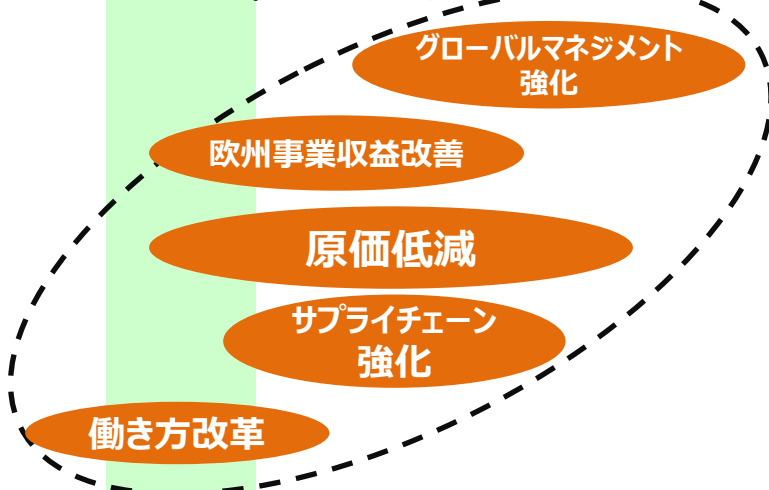 グローバルマネジメント
強化
欧州事業収益改善
原価低減
サプライチェーン
強化
働き方改革